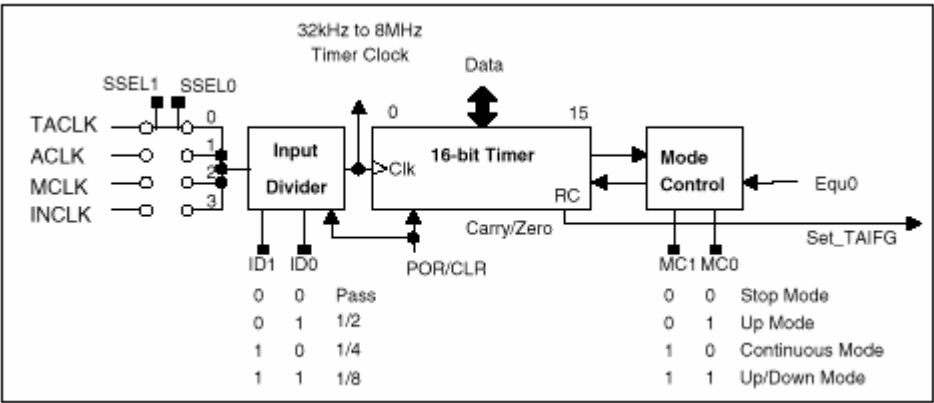 32kHz to 8MHz
Timer Clock
Data
SSEL1 SSEL0
0 15
TACLK 0
ACLK 1
MCLK 2
INCLK 3
Input
Divider
Clk
16-bit Timer
RC
Mode
Control
Equ0
Carry/Zero
Set_TAIFG
ID1 ID0
POR/CLR
MC1 MC0
0 0 Pass
0 1 1/2
1 0 1/4
1 1 1/8
0 0 Stop Mode
0 1 Up Mode
1 0 Continuous Mode
1 1 Up/Down Mode